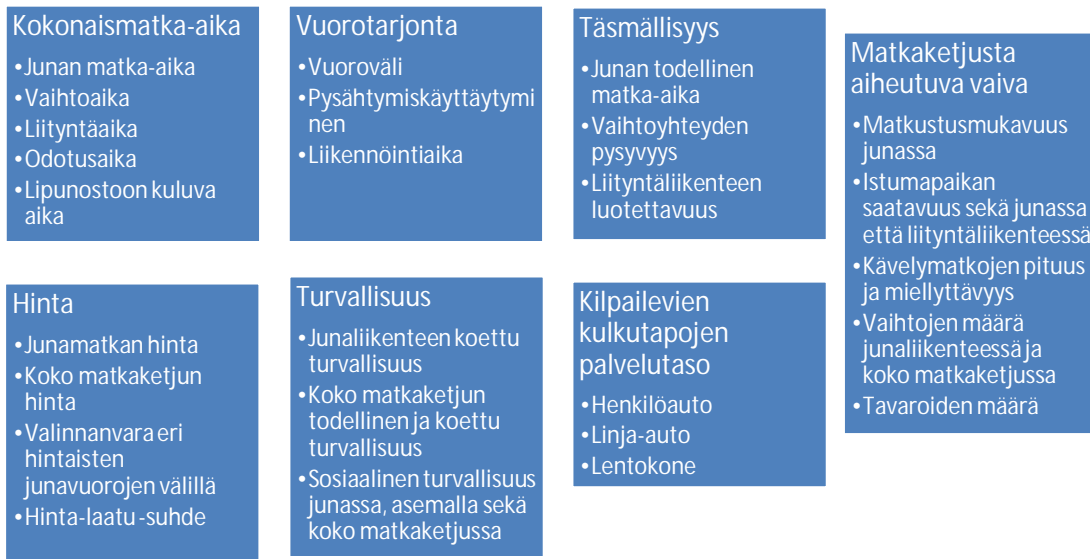 Kokonaismatka-aika
•Junan matka-aika
•Vaihtoaika
•Liityntäaika
•Odotusaika
•Lipunostoon kuluva
aika
Vuorotarjonta
•Vuoroväli
•Pysähtymiskäyttäytymi
nen
•Liikennöintiaika
Täsmällisyys
•Junan todellinen
matka-aika
•Vaihtoyhteyden
pysyvyys
•Liityntäliikenteen
luotettavuus
Matkaketjusta
aiheutuva vaiva
•Matkustusmukavuus
junassa
•Istumapaikan
saatavuus sekä junassa
että liityntäliikenteessä
•Kävelymatkojen pituus
ja miellyttävyys
•Vaihtojen määrä
junaliikenteessä ja
koko matkaketjussa
•Tavaroiden määrä
Hinta
•Junamatkan hinta
•Koko matkaketjun
hinta
•Valinnanvara eri
hintaisten
junavuorojen välillä
•Hinta-laatu -suhde
Turvallisuus
•Junaliikenteen koettu
turvallisuus
•Koko matkaketjun
todellinen ja koettu
turvallisuus
•Sosiaalinen turvallisuus
junassa, asemalla sekä
koko matkaketjussa
Kilpailevien
kulkutapojen
palvelutaso
•Henkilöauto
•Linja-auto
•Lentokone